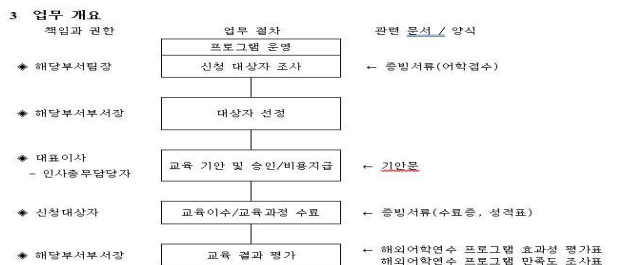 3 업무 개요
책임과 권한 업무 절차 관련 문서 / 양식
프로그램 운영
◈ 해당부서팀장 신청 대상자 조사 ← 증빙서류(어학점수)
◈ 해당부서부서장 대상자 선정
◈ 대표이사
- 인사총무담당자 교육 기안 및 승인/비용지급 ← 기안문
◈ 신청대상자 교육이수/교육과정 수료 ← 증빙서류(수료증, 성적표)
◈ 해당부서부서장 교육 결과 평가 ← 해외어학연수 프로그램 효과성 평가표
해외어학연수 프로그램 만족도 조사표